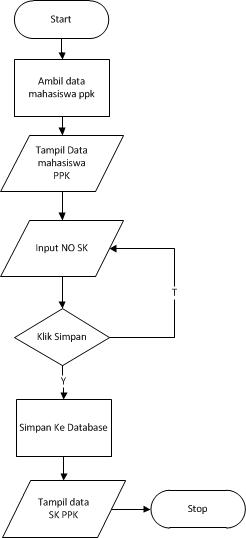 Start
Ambil data
mahasiswa ppk
Tampil Data
mahasiswa
PPK
Input NO SK
Klik Simpan
T
Y
Simpan Ke Database
Tampil data
SK PPK
Stop